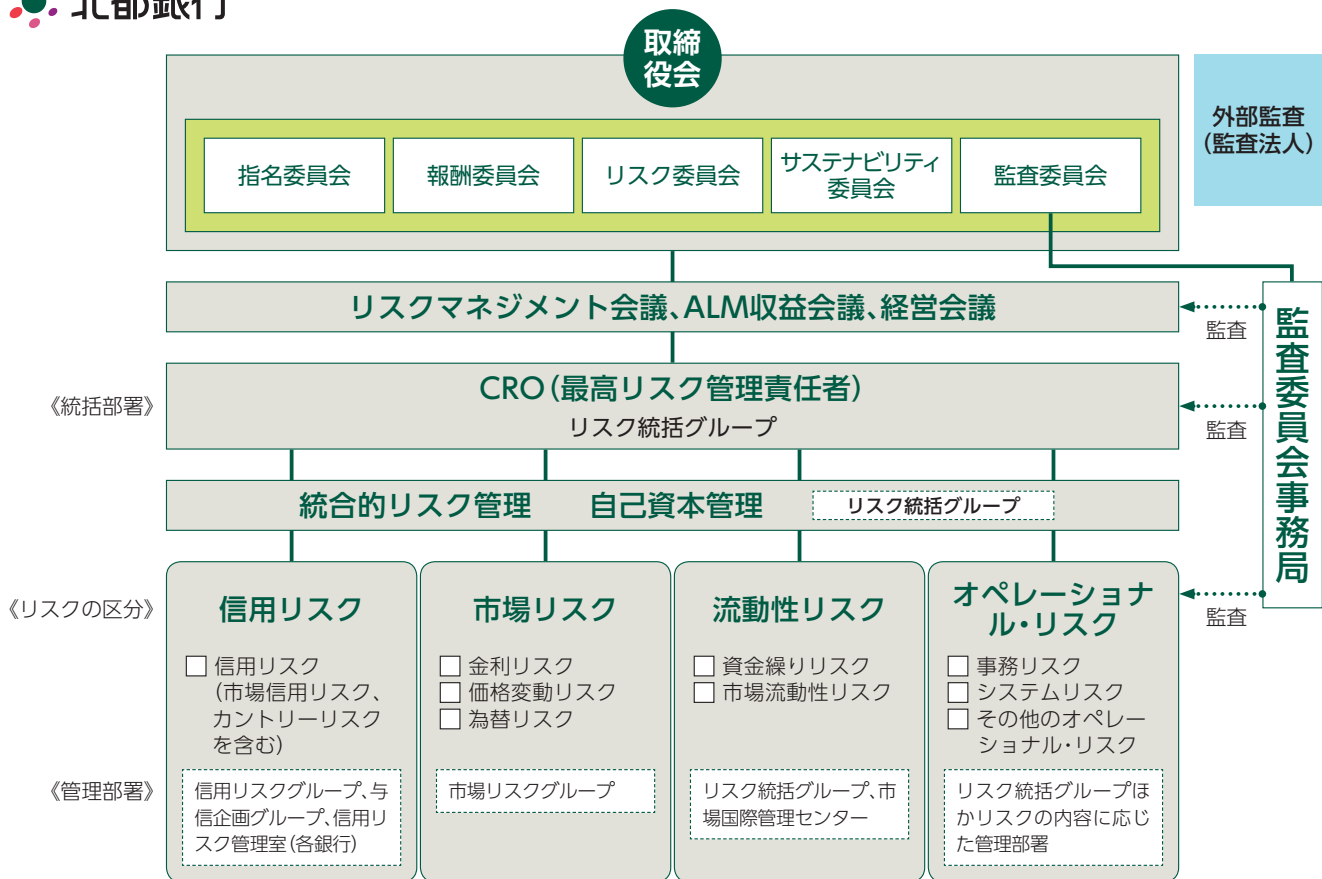 北都銀行
取締
役会
外部監査
(監査法人)
指名委員会
報酬委員会
リスク委員会
サステナビリティ
委員会
監査委員会
リスクマネジメント会議、ALM収益会議、経営会議
監査
監査委員会事務局
《統括部署》
CRO(最高リスク管理責任者)
リスク統括グループ
監査
統合的リスク管理
自己資本管理
リスク統括グループ
《リスクの区分》
信用リスク
市場リスク
流動性リスク
オペレーショナ
ル・リスク
監査
□ 信用リスク
(市場信用リスク、
カントリーリスク
を含む)
□ 金利リスク
□ 価格変動リスク
□ 為替リスク
□ 資金繰りリスク
□ 市場流動性リスク
□ 事務リスク
□ システムリスク
□ その他のオペレー
ショナル・リスク
《管理部署》
信用リスクグループ、与
信企画グループ、信用リ
スク管理室(各銀行)
市場リスクグループ
リスク統括グループ、市
場国際管理センター
リスク統括グループほ
かリスクの内容に応じ
た管理部署